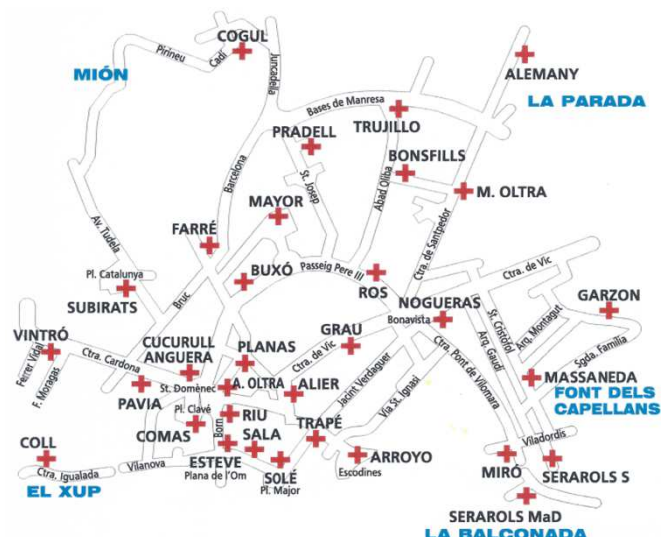 COGUL
Pirineu
Cadí
Juncadella
MIÓN
ALEMANY
LA PARADA
Bases de Manresa
TRUJILLO
PRADELL
BONSFILLS
St. Josep
Abad Oliba
M. OLTRA
Barcelona
MAYOR
FARRÉ
Av. Tudela
Ctra. de Santpedor
Passeig Pere III
Pl. Catalunya
BUXÓ
ROS
Ctra. de Vic
SUBIRATS
Bruc
NOGUERAS
GARZON
Bonavista
St. Cristòfol
Arq. Montagut
Arq. Gaudí
VINTRÓ
CUCURULL
ANGUERA
GRAU
Ctra. de Vic
Sgda. Família
Ferret Vidal
F. Moragas
Ctra. Cardona
PLANAS
Ctra. Pont de Vilomara
MASSANEDA
FONT DELS
CAPELLANS
St. Domènec
A. OLTRA
ALIER
Jacint Verdaguer
Via St. Ignasi
PAVIA
Pl. Clavé
RIU
TRAPÉ
COMAS
Born
SALA
Viladordis
COLL
Vilanova
ESTEVE
SOLÉ
ARROYO
MIRÓ
SERAROLS S
Ctra. Igualada
Plana de l'Om
Pl. Major
Escodines
EL XUP
SERAROLS MaD
LA BALCONADA